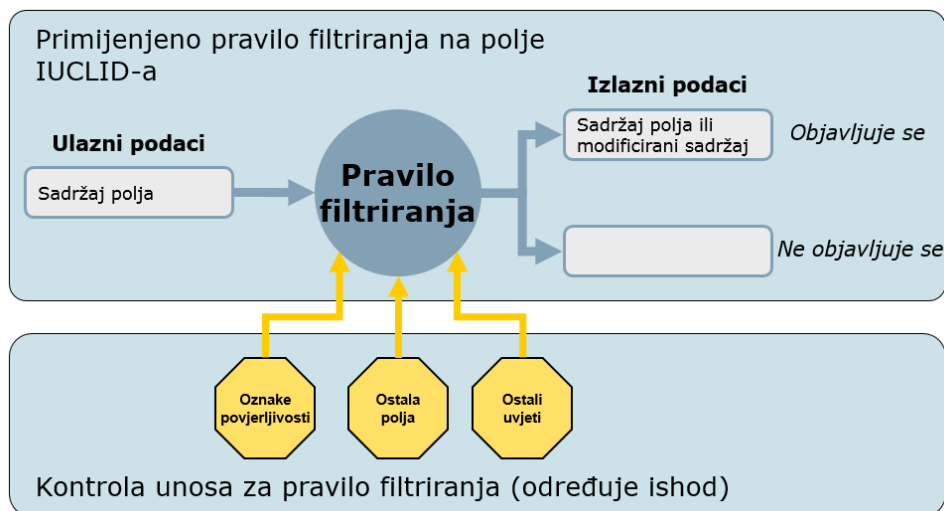 Primijenjeno pravilo filtriranja na polje
IUCLID-a
Izlazni podaci
Ulazni podaci
Sadržaj polja ili
modificirani sadržaj
Objavljuje se
Sadržaj polja
Pravilo
filtriranja
Ne objavljuje se
Oznake
povjerljivosti
Ostala
polja
Ostali
uvjeti
Kontrola unosa za pravilo filtriranja (određuje ishod)